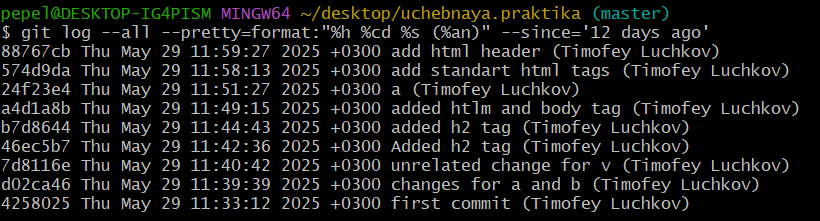 pepel@DESKTOP-IG4PISM MINGW64 ~/desktop/uchebnaya.praktika (master)
$ git log --all --pretty=format:"%h %cd %s (%an)" --since='12 days ago'
88767cb Thu May 29 11:59:27 2025 +0300 add html header (Timofey Luchkov)
574d9da Thu May 29 11:58:13 2025 +0300 add standart html tags (Timofey Luchkov)
24f23e4 Thu May 29 11:51:27 2025 +0300 a (Timofey Luchkov)
a4d1a8b Thu May 29 11:49:15 2025 +0300 added htlm and body tag (Timofey Luchkov)
b7d8644 Thu May 29 11:44:43 2025 +0300 added h2 tag (Timofey Luchkov)
46ec5b7 Thu May 29 11:42:36 2025 +0300 Added h2 tag (Timofey Luchkov)
7d8116e Thu May 29 11:40:42 2025 +0300 unrelated change for v (Timofey Luchkov)
d02ca46 Thu May 29 11:39:39 2025 +0300 changes for a and b (Timofey Luchkov)
4258025 Thu May 29 11:33:12 2025 +0300 first commit (Timofey Luchkov)